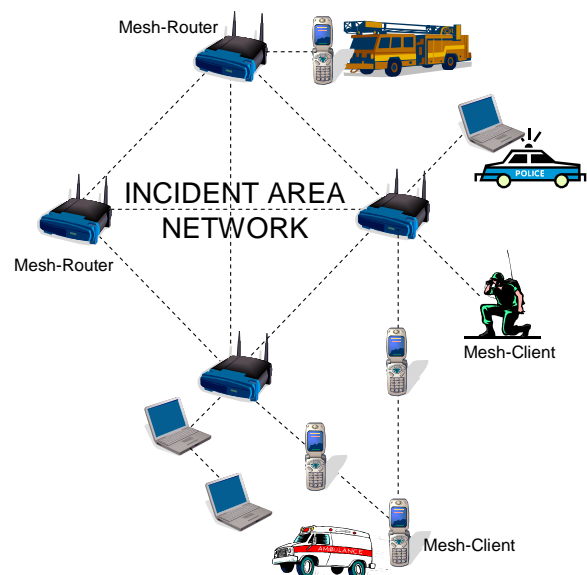 Mesh-Router
POLICE
INCIDENT AREA
NETWORK
Mesh-Router
Mesh-Client
Mesh-Client
AMBULANCE